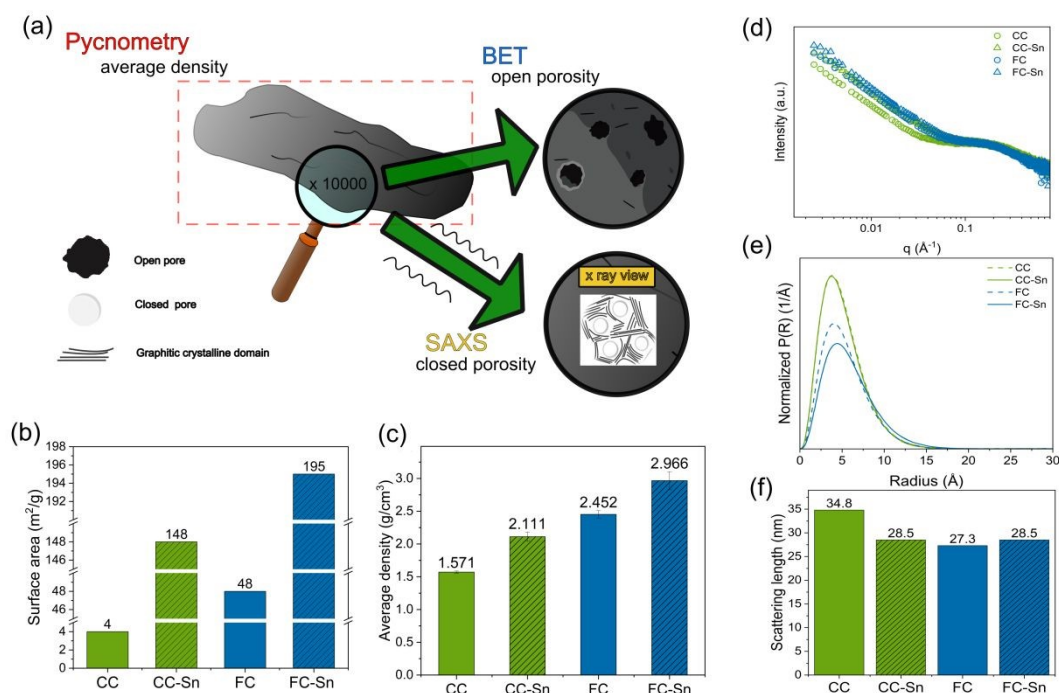 (a)
Pycnometry
average density
BET
open porosity
x 10000
Open pore
Closed pore
Graphitic crystalline domain
x ray view
SAXS
closed porosity
(b)
Surface area (m²/g)
198
196
194
192
148
146
48
46
4
2
0
4
148
48
195
CC
CC-Sn
FC
FC-Sn
(c)
Average density (g/cm³)
3.0
2.5
2.0
1.5
1.0
0.5
0.0
1.571
2.111
2.452
2.966
CC
CC-Sn
FC
FC-Sn
(d)
Intensity (a.u.)
CC
CC-Sn
FC
FC-Sn
0.01
0.1
q (Å⁻¹)
(e)
Normalized P(R) (1/Å)
CC
CC-Sn
FC
FC-Sn
0
5
10
15
20
25
30
Radius (Å)
(f)
Scattering length (nm)
35
30
25
20
15
10
5
0
34.8
28.5
27.3
28.5
CC
CC-Sn
FC
FC-Sn